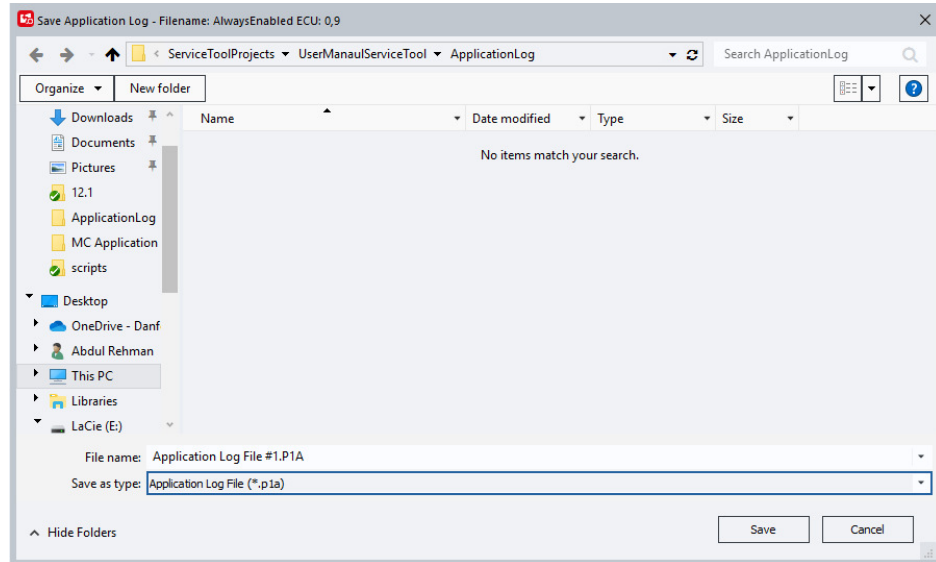 Save Application Log - Filename: AlwaysEnabled ECU: 0,9
ServiceToolProjects UserManaulServiceTool ApplicationLog Search ApplicationLog
Organize New folder
Downloads Name Date modified Type Size
Documents No items match your search.
Pictures
12.1
ApplicationLog
MC Application
scripts
Desktop
OneDrive - Danf
Abdul Rehman
This PC
Libraries
LaCie (E:)
File name: Application Log File #1.P1A
Save as type: Application Log File (*.p1a)
Hide Folders Save Cancel